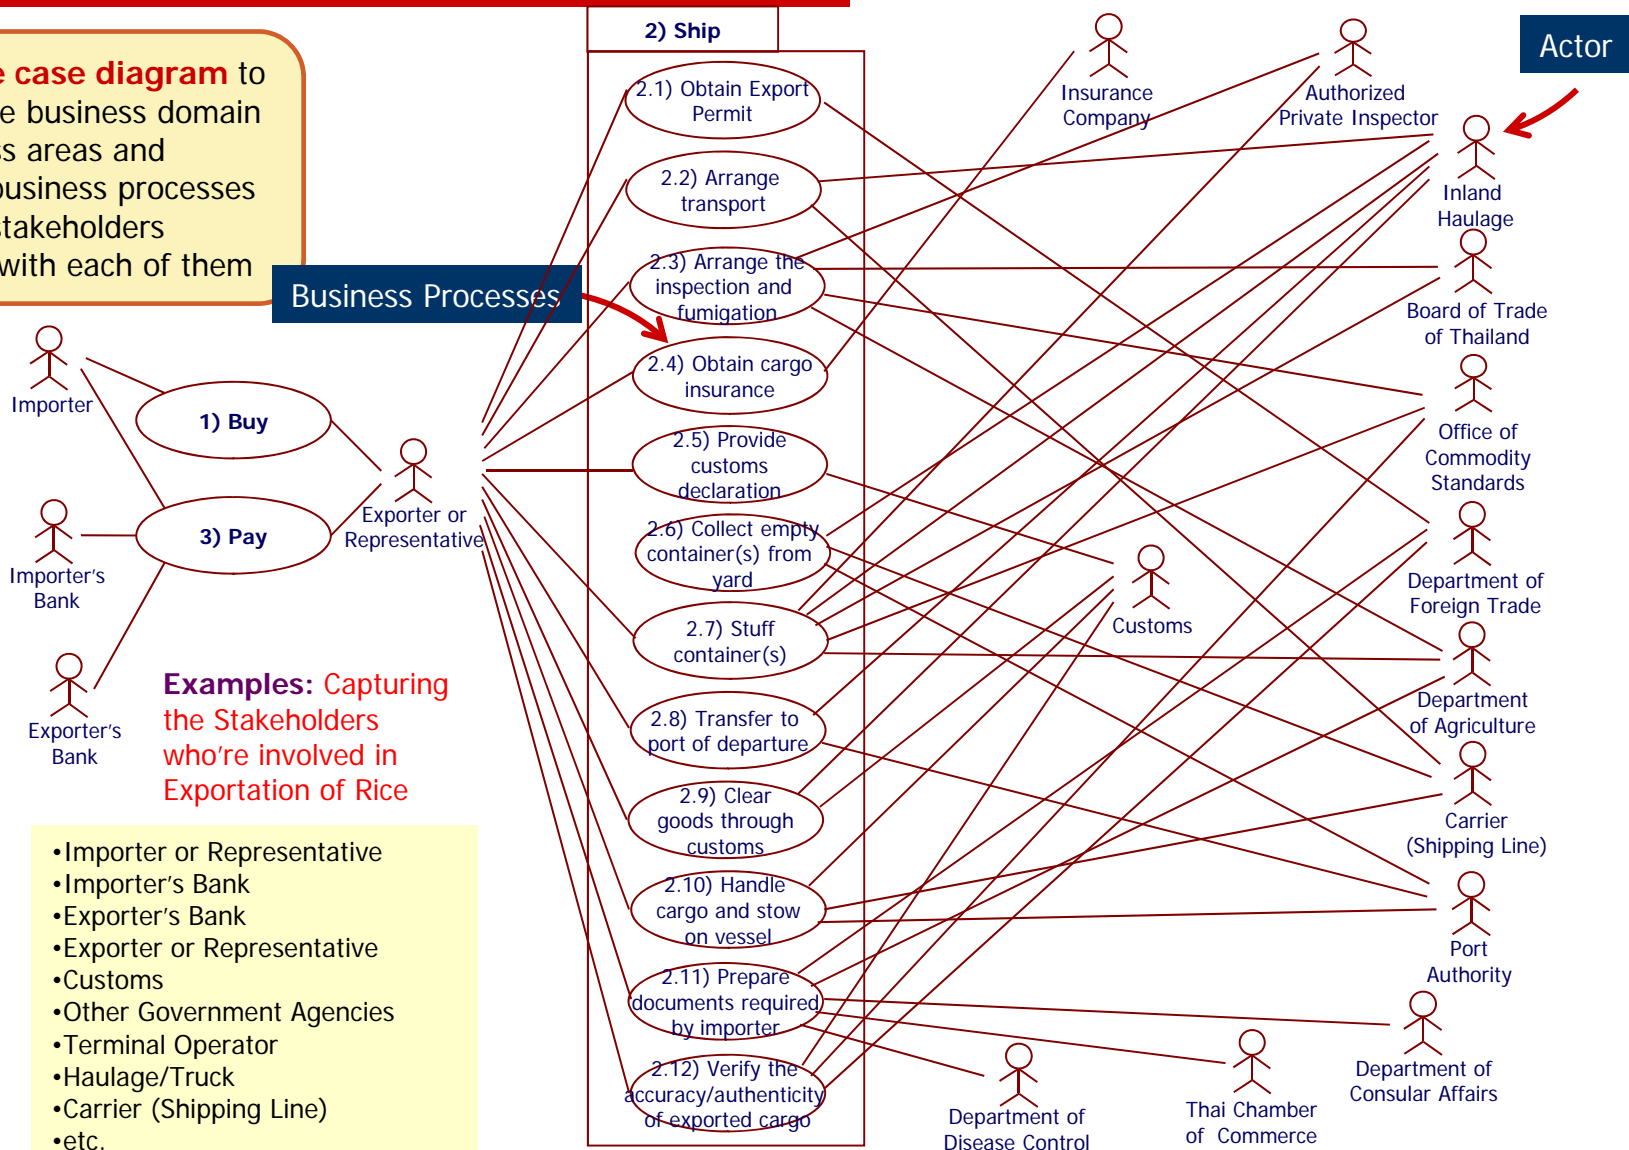 e case diagram to
e business domain
ss areas and
business processes
stakeholders
with each of them
Business Processes
Actor
2) Ship
2.1) Obtain Export
Permit
2.2) Arrange
transport
2.3) Arrange the
inspection and
fumigation
2.4) Obtain cargo
insurance
2.5) Provide
customs
declaration
2.6) Collect empty
container(s) from
yard
2.7) Stuff
container(s)
2.8) Transfer to
port of departure
2.9) Clear
goods through
customs
2.10) Handle
cargo and stow
on vessel
2.11) Prepare
documents required
by importer
2.12) Verify the
accuracy/authenticity
of exported cargo
Importer
1) Buy
3) Pay
Importer's
Bank
Exporter's
Bank
Exporter or
Representative
Insurance
Company
Authorized
Private Inspector
Inland
Haulage
Board of Trade
of Thailand
Office of
Commodity
Standards
Department of
Foreign Trade
Customs
Department
of Agriculture
Carrier
(Shipping Line)
Port
Authority
Department of
Consular Affairs
Thai Chamber
of Commerce
Department of
Disease Control
Examples: Capturing
the Stakeholders
who're involved in
Exportation of Rice
•Importer or Representative
•Importer's Bank
•Exporter's Bank
•Exporter or Representative
•Customs
•Other Government Agencies
•Terminal Operator
•Haulage/Truck
•Carrier (Shipping Line)
•etc.